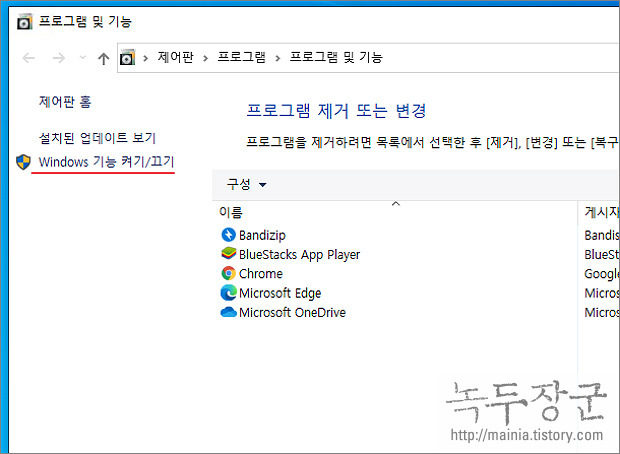 프로그램 및 기능
제어판 > 프로그램 > 프로그램 및 기능
제어판 홈
설치된 업데이트 보기
Windows 기능 켜기/끄기
프로그램 제거 또는 변경
프로그램을 제거하려면 목록에서 선택한 후 [제거], [변경] 또는 [복구
구성
이름 게시자
Bandizip Bandis
BlueStacks App Player BlueSta
Chrome Google
Microsoft Edge Micros
Microsoft OneDrive Micros
녹두장군
http://mainia.tistory.com